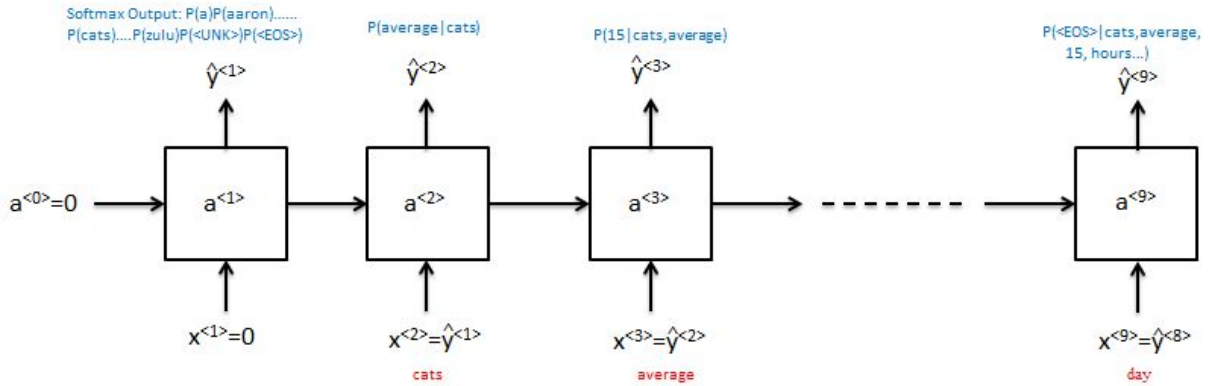 Softmax Output: P(a)P(aaron)......
P(cats)....P(zulu)P(<UNK>)P(<EOS>)
P(average|cats)
P(15|cats,average)
P(<EOS>|cats,average,
15, hours...)
ŷ<1>
ŷ<2>
ŷ<3>
ŷ<9>
a<0>=0
a<1>
a<2>
a<3>
a<9>
x<1>=0
x<2>=ŷ<1>
x<3>=ŷ<2>
x<9>=ŷ<8>
cats
average
day